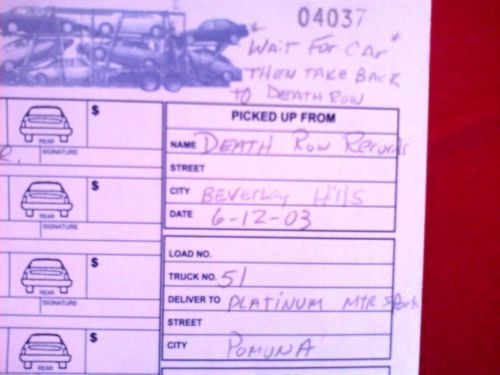 04037
* WAIT FOR CAR *
THEN TAKE BACK
TO DEATH ROW
PICKED UP FROM
NAME DEATH Row Records
STREET
CITY BEVERLEY Hills
DATE 6-12-03
LOAD NO.
TRUCK NO. 51
DELIVER TO PLATINUM MTR SPorts
STREET
CITY POMONA
$
REAR
SIGNATURE
R.
$
REAR
SIGNATURE
$
REAR
SIGNATURE
$
REAR